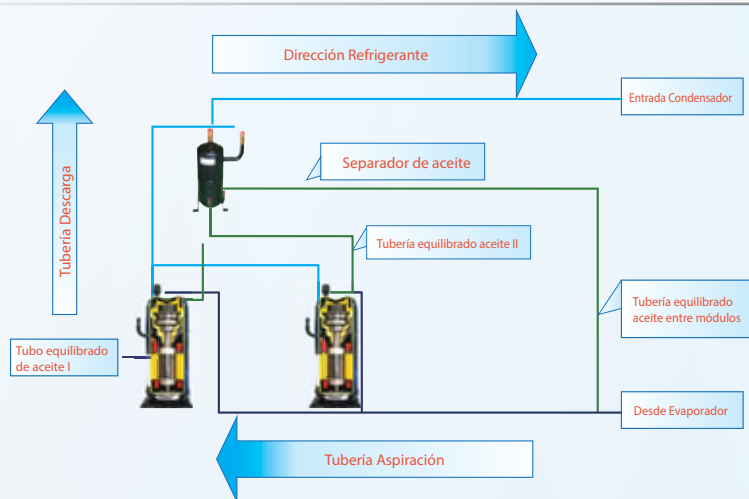 Dirección Refrigerante
Entrada Condensador
Separador de aceite
Tubería Descarga
Tubería equilibrado aceite II
Tubería equilibrado
aceite entre módulos
Tubo equilibrado
de aceite I
Desde Evaporador
Tubería Aspiración